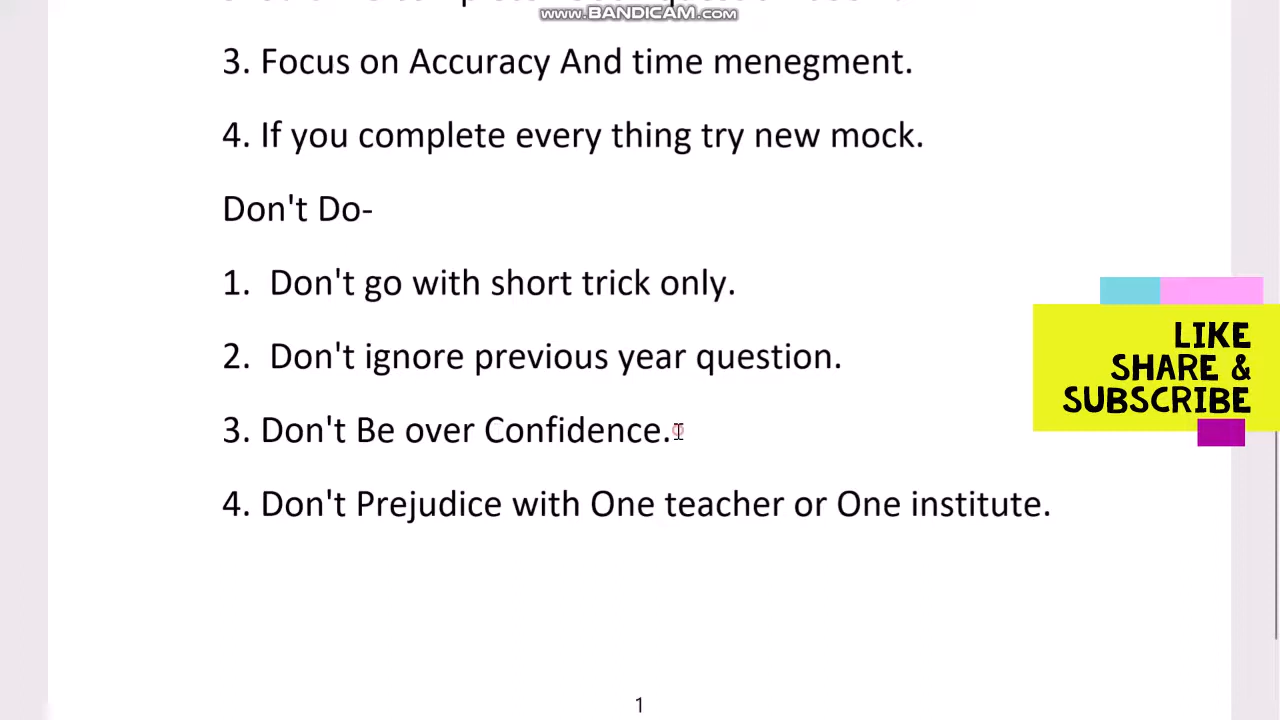 www.BANDICAM.com
3. Focus on Accuracy And time menegment.
4. If you complete every thing try new mock.
Don't Do-
1. Don't go with short trick only.
2. Don't ignore previous year question.
3. Don't Be over Confidence.
4. Don't Prejudice with One teacher or One institute.
LIKE
SHARE &
SUBSCRIBE
1